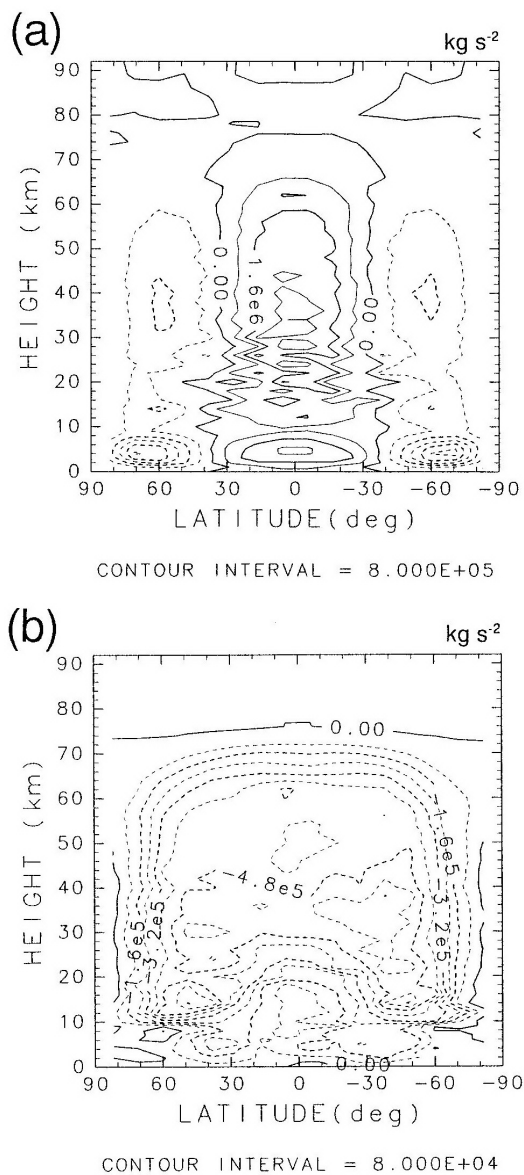 (a)
kg s-2
90
80
70
60
50
40
30
20
10
0
HEIGHT (km)
0.00
1.6e6
0.00
90 60 30 0 -30 -60 -90
LATITUDE(deg)
CONTOUR INTERVAL = 8.000E+05
(b)
kg s-2
90
80
70
60
50
40
30
20
10
0
HEIGHT (km)
0.00
-1.6e5
-3.2e5
-4.8e5
-1.6e5
-3.2e5
0.00
90 60 30 0 -30 -60 -90
LATITUDE(deg)
CONTOUR INTERVAL = 8.000E+04